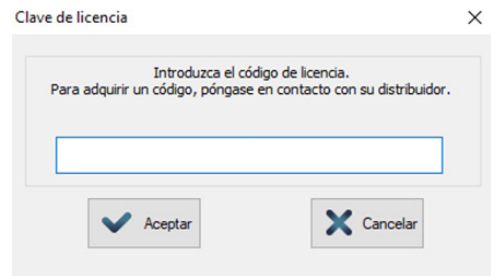 Clave de licencia
Introduzca el código de licencia.
Para adquirir un código, póngase en contacto con su distribuidor.
Aceptar
Cancelar